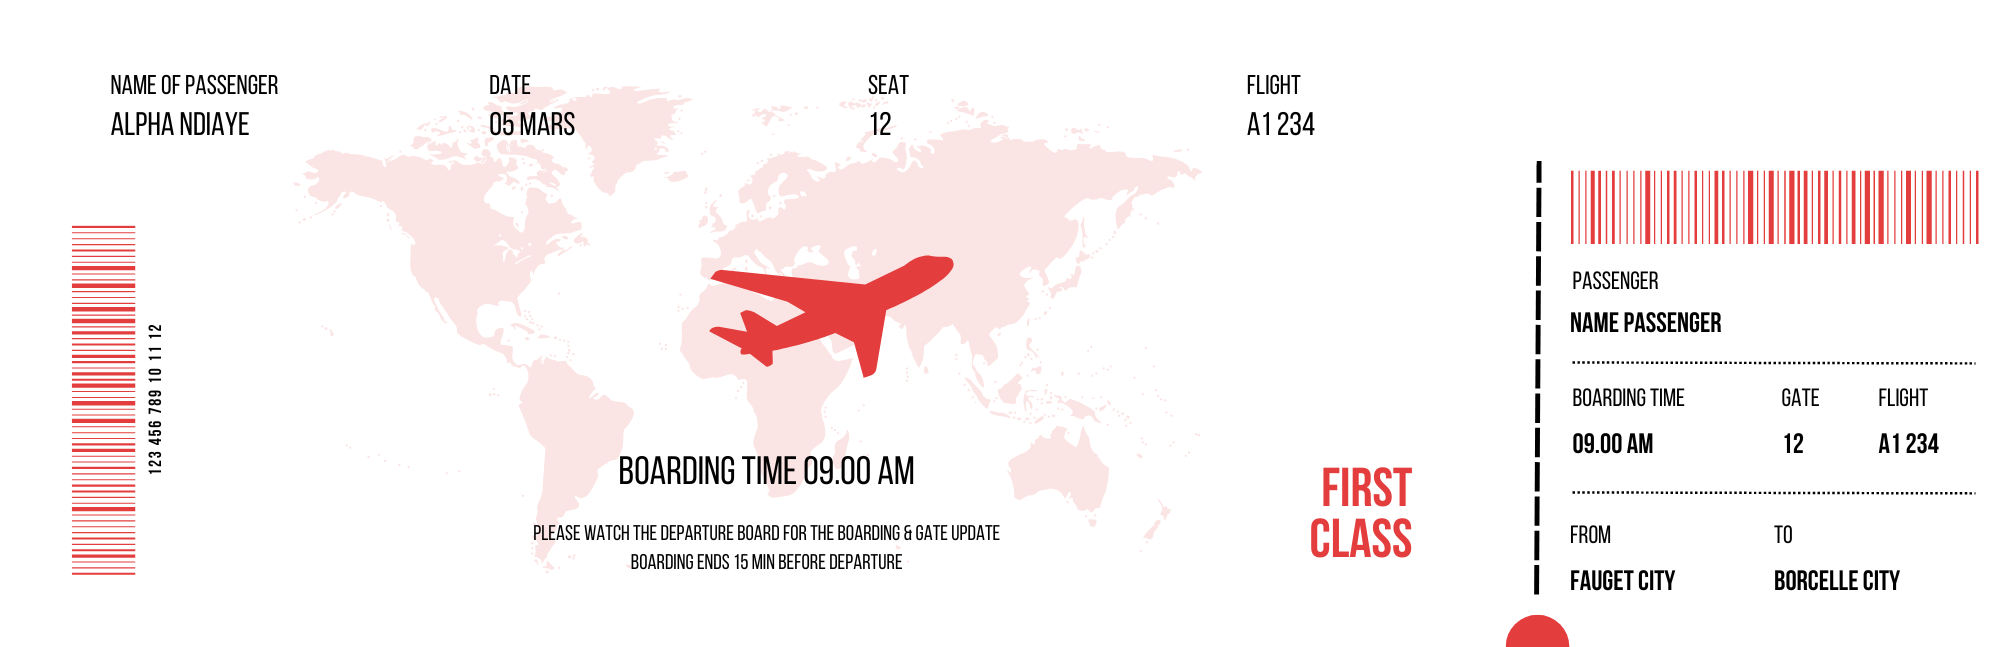 NAME OF PASSENGER
ALPHA NDIAYE
DATE
05 MARS
SEAT
12
FLIGHT
A1 234
123 456 789 10 11 12
BOARDING TIME 09.00 AM
PLEASE WATCH THE DEPARTURE BOARD FOR THE BOARDING & GATE UPDATE
BOARDING ENDS 15 MIN BEFORE DEPARTURE
FIRST
CLASS
PASSENGER
NAME PASSENGER
BOARDING TIME GATE FLIGHT
09.00 AM 12 A1 234
FROM TO
FAUGET CITY BORCELLE CITY